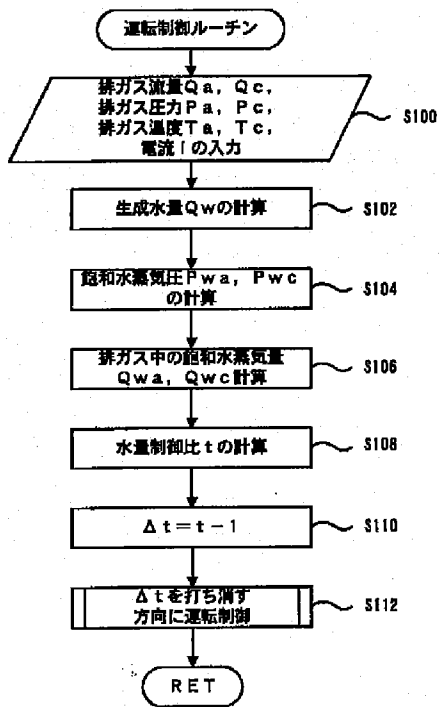 運転制御ルーチン
排ガス流量Qa，Qc，
排ガス圧力Pa，Pc，
排ガス温度Ta，Tc，
電流Iの入力
S100
生成水量Qwの計算
S102
飽和水蒸気圧Pwa，Pwc
の計算
S104
排ガス中の飽和水蒸気量
Qwa，Qwc計算
S106
水量制御比tの計算
S108
Δt＝t－1
S110
Δtを打ち消す
方向に運転制御
S112
RET